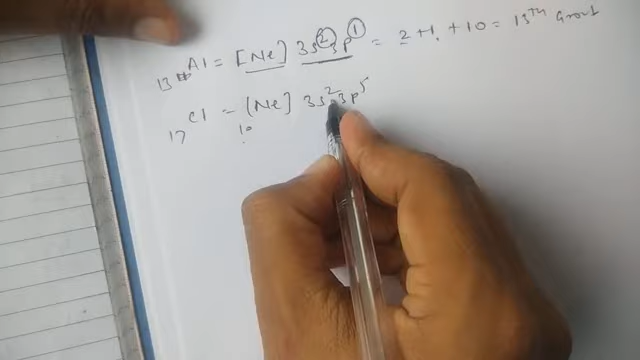 13 Al = [Ne] 3s² 3p¹ = 2 + 1 + 10 = 13th Group
17 Cl = [Ne] 3s² 3p⁵
10